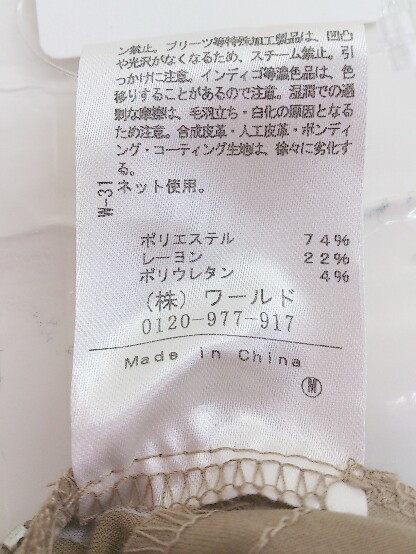 ン禁止。プリーツ等特殊加工製品は、凹凸
や光沢がなくなるため、スチーム禁止。引
っかけに注意。インディゴ等濃色品は、色
移りすることがあるので注意。湿潤での過
剰な摩擦は、毛羽立ち・白化の原因となる
ため注意。合成皮革・人工皮革・ボンディ
ング・コーティング生地は、徐々に劣化す
る。
W-31
ネット使用。
ポリエステル 74%
レーヨン 22%
ポリウレタン 4%
(株) ワールド
0120-977-917
Made in China
M